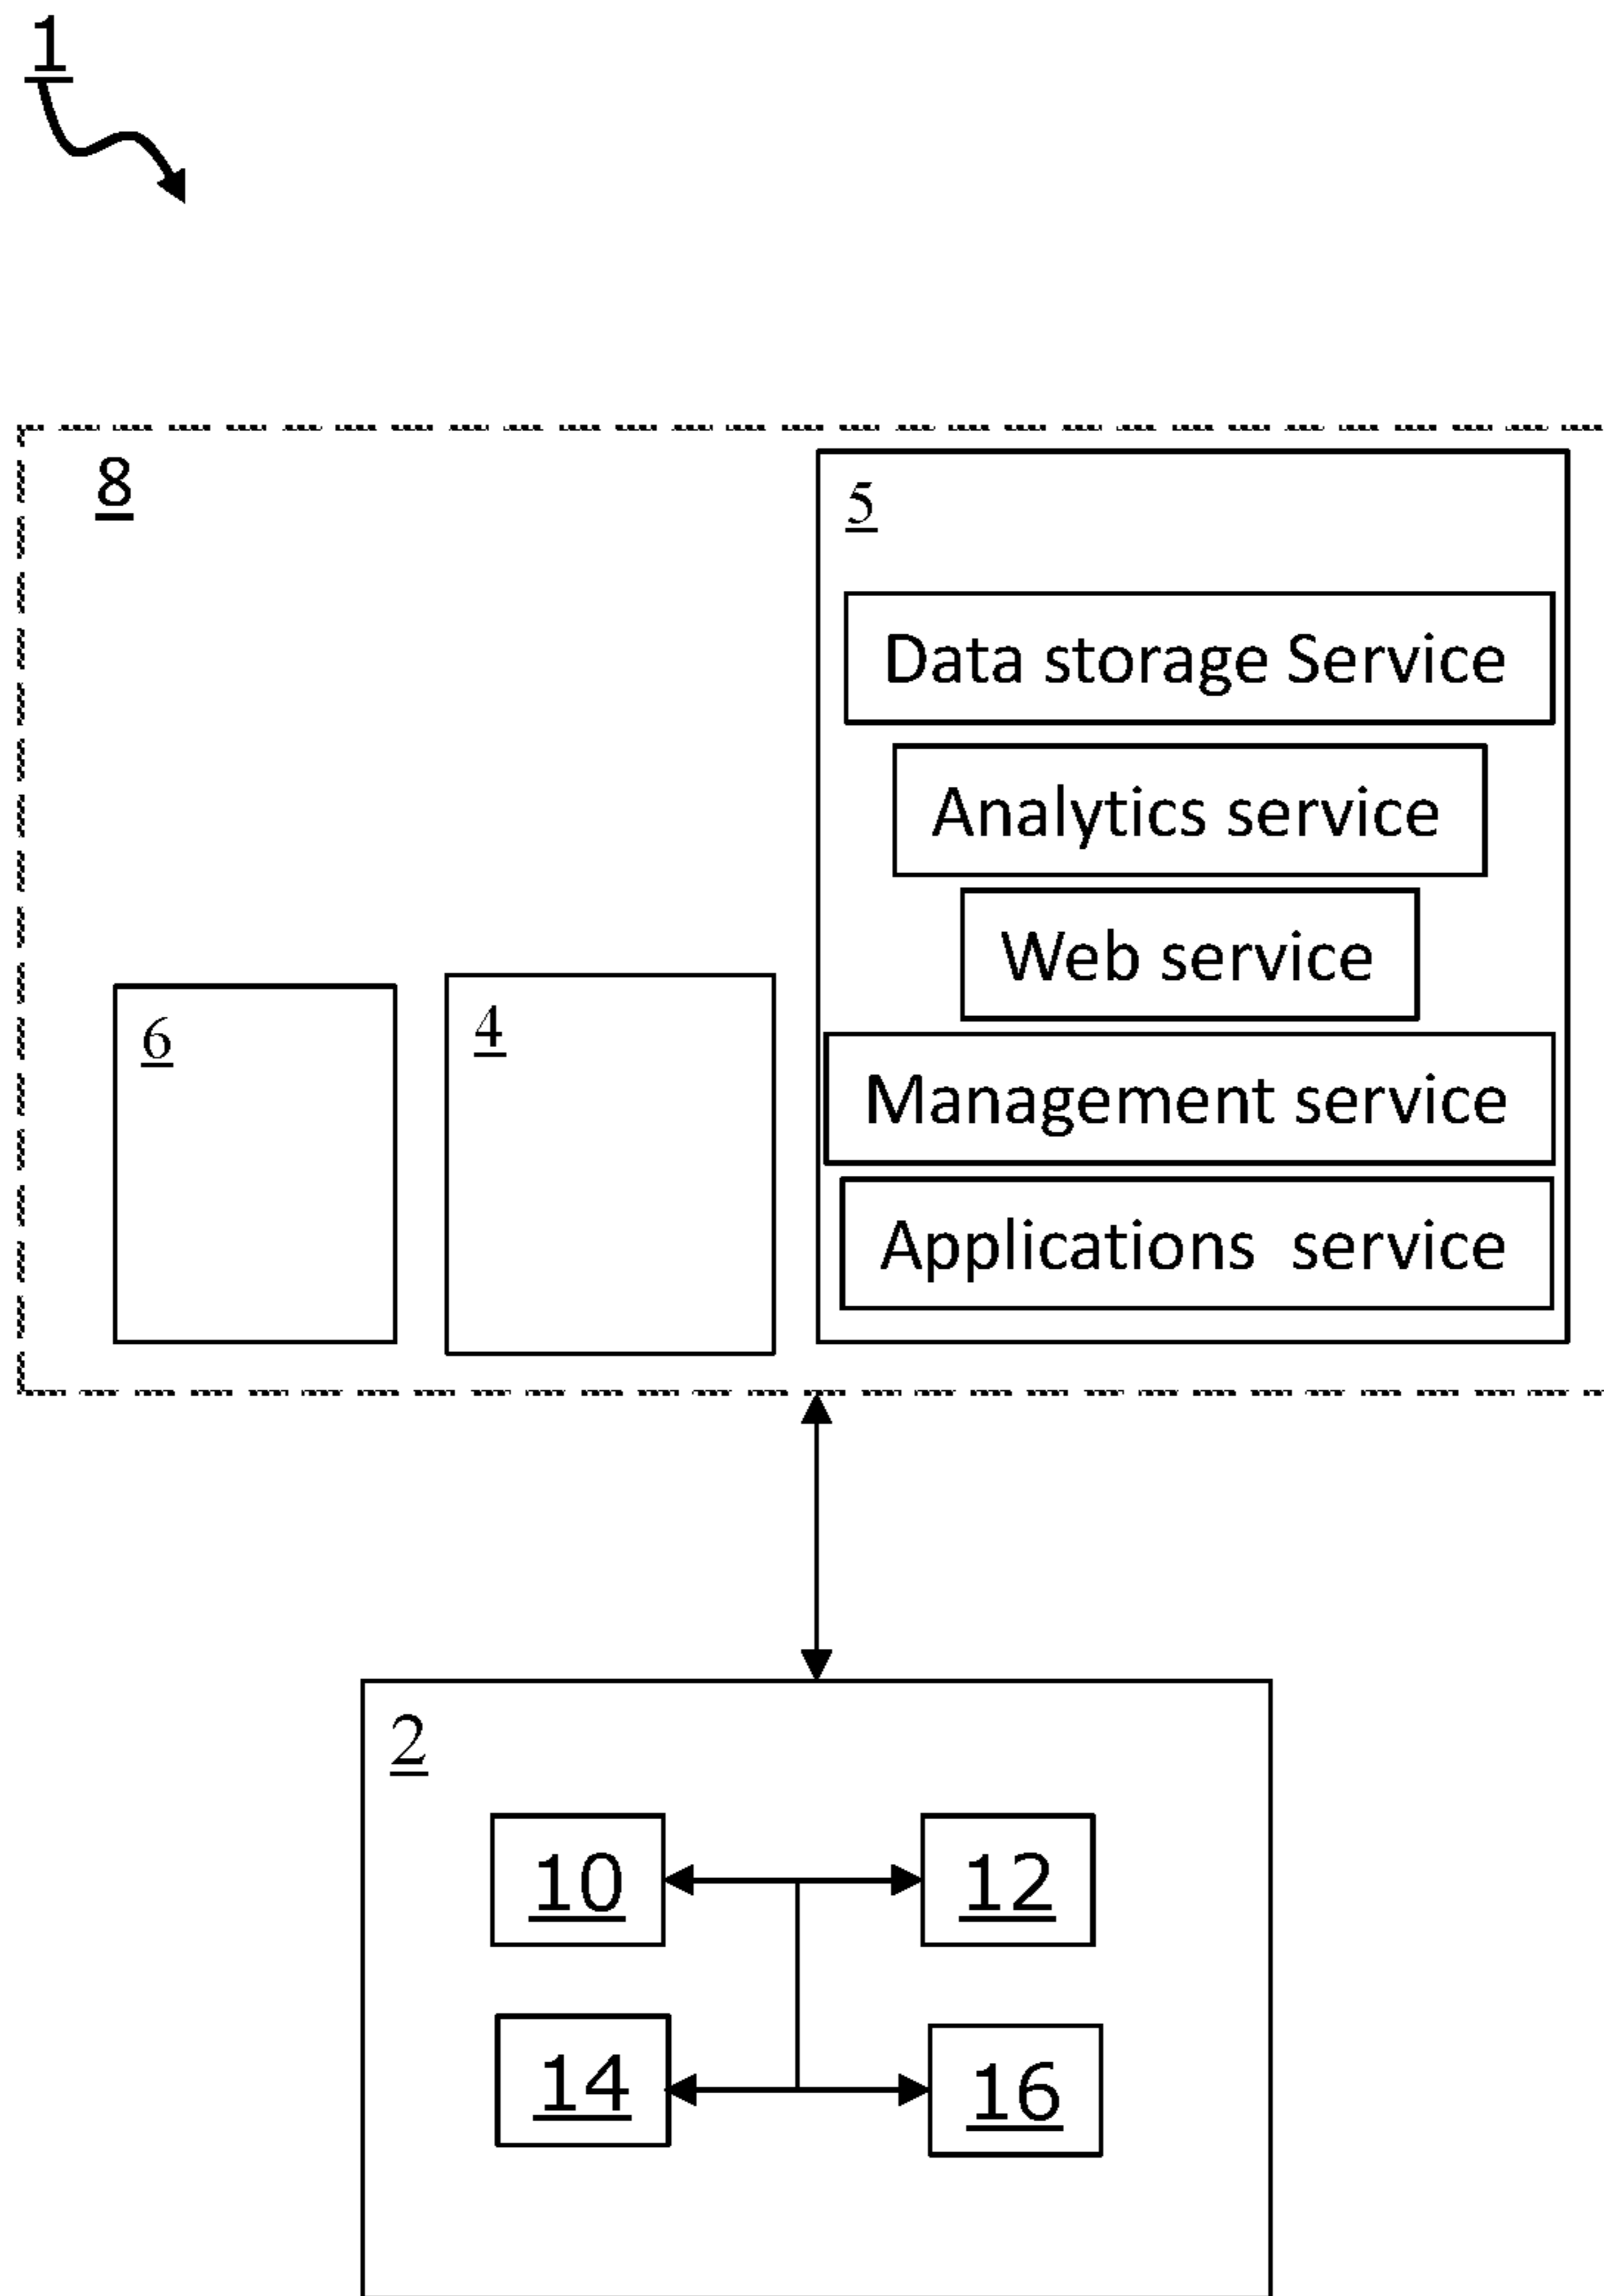 1
8
5
Data storage Service
Analytics service
Web service
6
4
Management service
Applications service
2
10
12
14
16